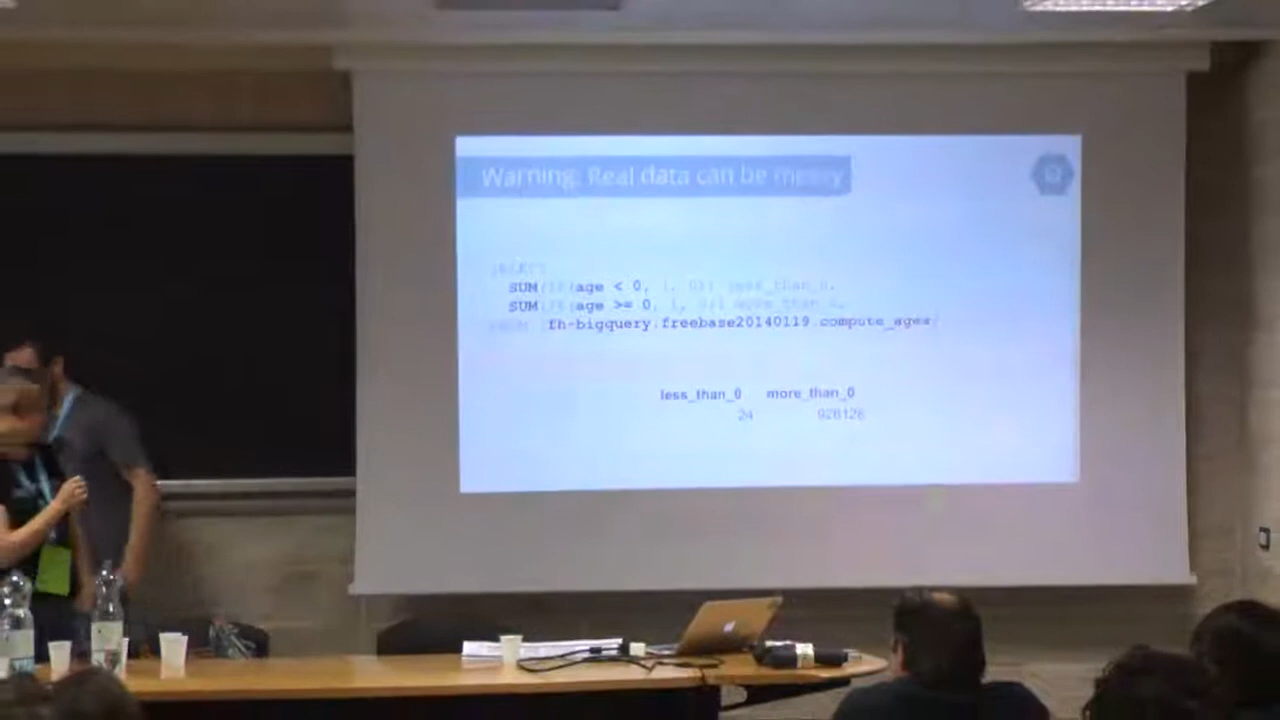 Warning: Real data can be messy
SELECT
SUM(IF(age < 0, 1, 0)) less_than_0,
SUM(IF(age >= 0, 1, 0)) more_than_0,
FROM [fh-bigquery:freebase20140119.compute_ages]
less_than_0 more_than_0
24